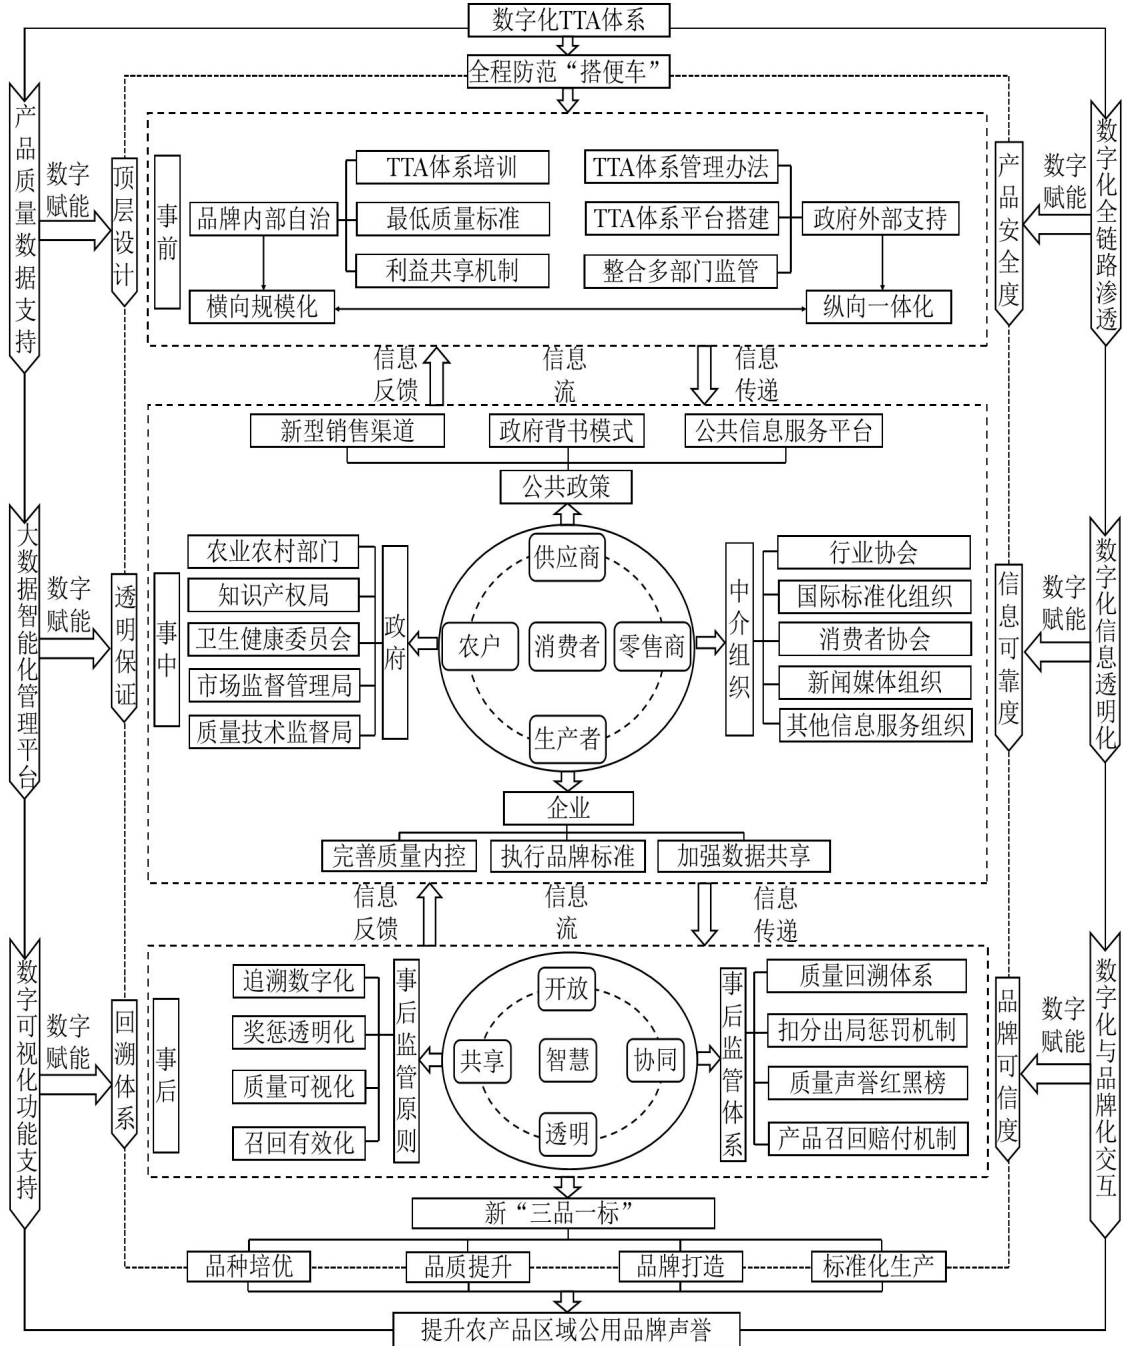 数字化TTA体系
全程防范“搭便车”
产品质量数据支持
数字
赋能
顶层设计
事前
品牌内部自治
TTA体系培训
最低质量标准
利益共享机制
横向规模化
TTA体系管理办法
TTA体系平台搭建
整合多部门监管
政府外部支持
纵向一体化
产品安全度
数字
赋能
数字化全链路渗透
信息
反馈
信息
流
信息
传递
新型销售渠道
政府背书模式
公共信息服务平台
公共政策
大数据智能化管理平台
数字
赋能
透明保证
事中
农业农村部门
知识产权局
卫生健康委员会
市场监督管理局
质量技术监督局
政府
供应商
农户
消费者
零售商
生产者
中介组织
行业协会
国际标准化组织
消费者协会
新闻媒体组织
其他信息服务组织
信息可靠度
数字
赋能
数字化信息透明化
企业
完善质量内控
执行品牌标准
加强数据共享
信息
反馈
信息
流
信息
传递
数字可视化功能支持
数字
赋能
回溯体系
事后
追溯数字化
奖惩透明化
质量可视化
召回有效化
事后监管原则
开放
共享
智慧
协同
透明
事后监管体系
质量回溯体系
扣分出局惩罚机制
质量声誉红黑榜
产品召回赔付机制
品牌可信度
数字
赋能
数字化与品牌化交互
新“三品一标”
品种培优
品质提升
品牌打造
标准化生产
提升农产品区域公用品牌声誉